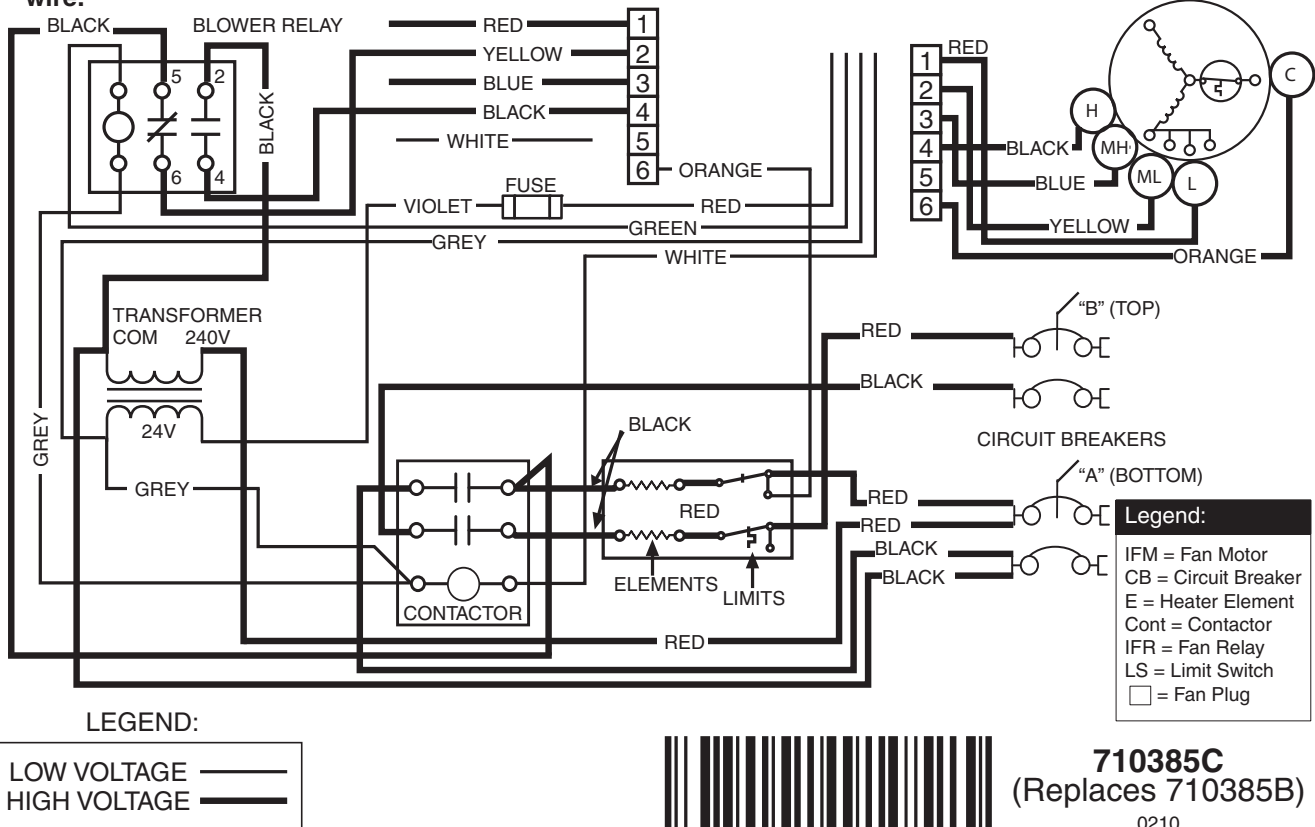 wire.
BLACK
BLOWER RELAY
5
2
6
4
BLACK
RED
YELLOW
BLUE
BLACK
WHITE
1
2
3
4
5
6
ORANGE
VIOLET
FUSE
RED
GREEN
GREY
WHITE
1
2
3
4
5
6
RED
BLACK
BLUE
YELLOW
ORANGE
H
MH
ML
L
C
TRANSFORMER
COM 240V
24V
GREY
GREY
RED
"B" (TOP)
BLACK
CIRCUIT BREAKERS
"A" (BOTTOM)
RED
RED
BLACK
BLACK
BLACK
RED
ELEMENTS
LIMITS
CONTACTOR
RED
Legend:
IFM = Fan Motor
CB = Circuit Breaker
E = Heater Element
Cont = Contactor
IFR = Fan Relay
LS = Limit Switch
= Fan Plug
LEGEND:
LOW VOLTAGE
HIGH VOLTAGE
710385C
(Replaces 710385B)
0210